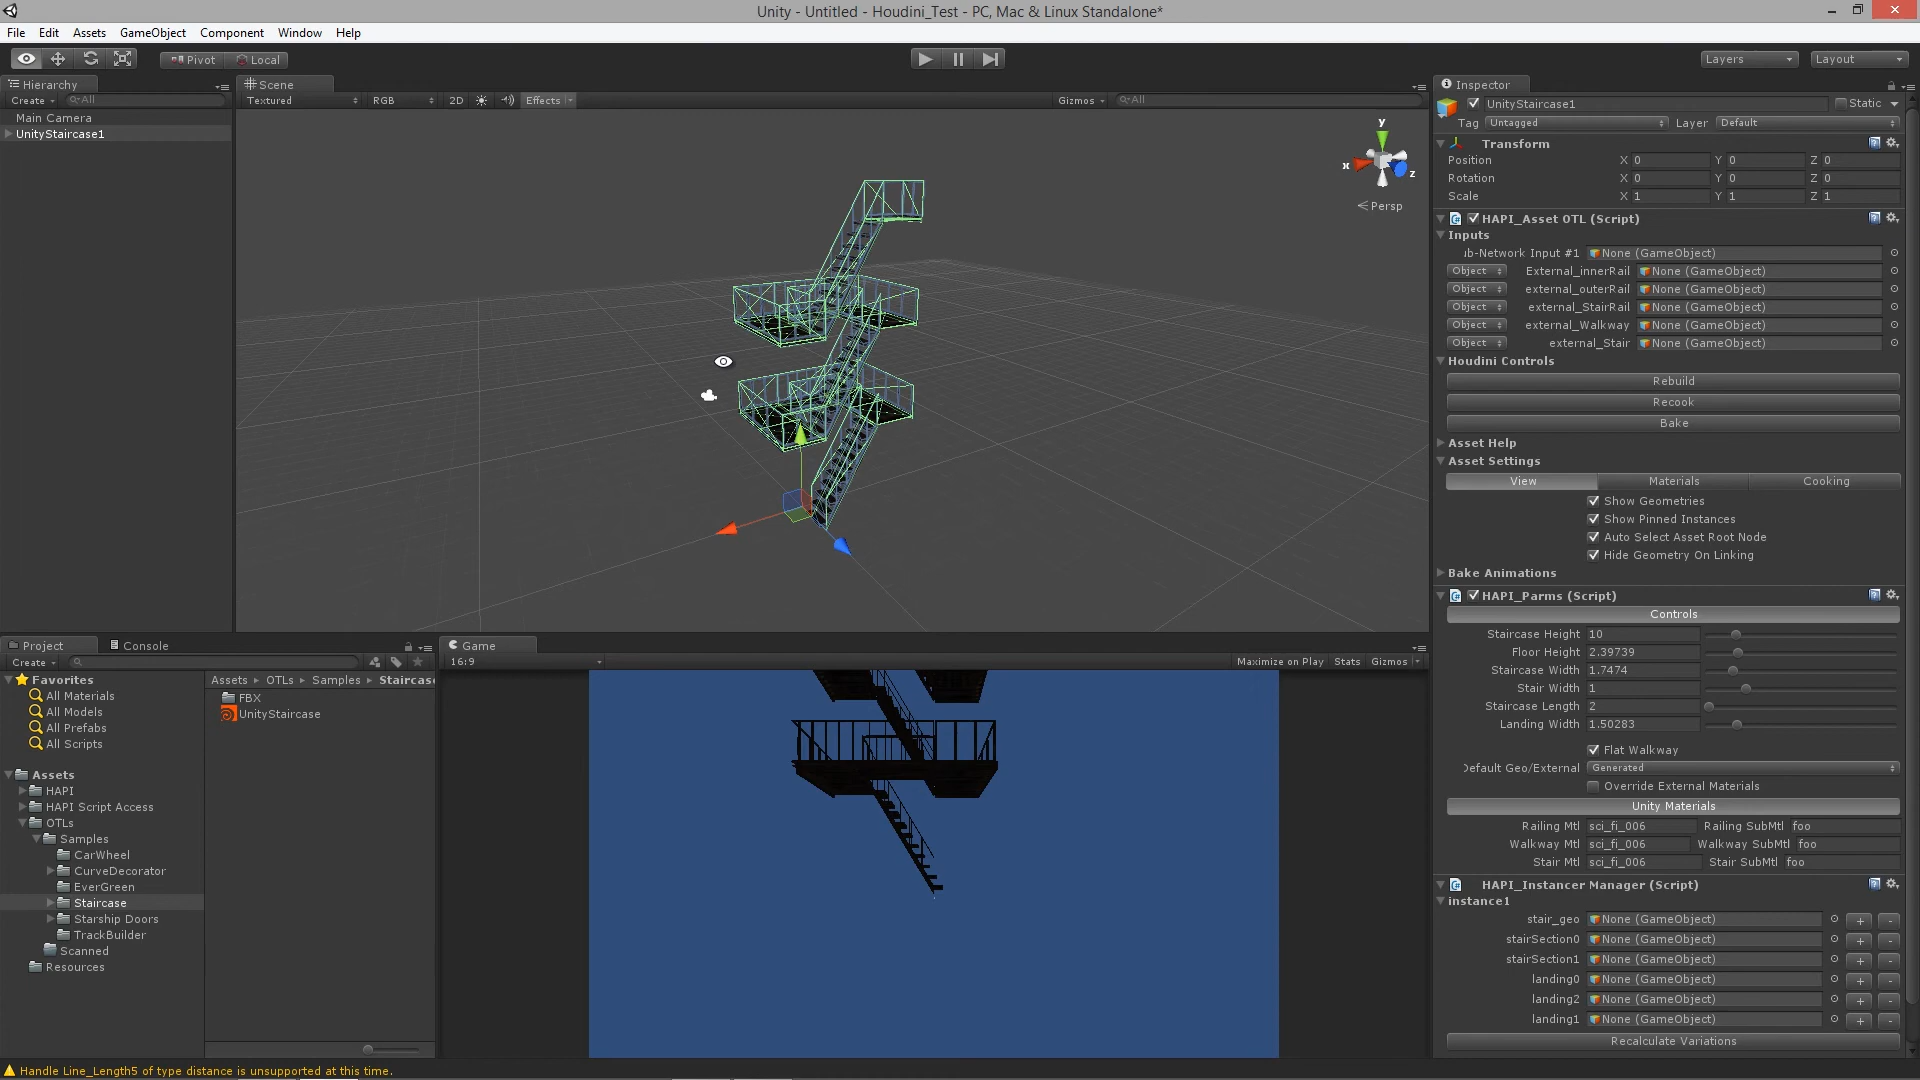 Unity - Untitled - Houdini_Test - PC, Mac & Linux Standalone*
File Edit Assets GameObject Component Window Help
Pivot Local Layers Layout
Hierarchy
Create All
Main Camera
UnityStaircase1
Scene
Textured RGB 2D Effects Gizmos All
y
x
z
Persp
Inspector
UnityStaircase1 Static
Tag Untagged Layer Default
Transform
Position X 0 Y 0 Z 0
Rotation X 0 Y 0 Z 0
Scale X 1 Y 1 Z 1
HAPI_Asset OTL (Script)
Inputs
ub-Network Input #1 None (GameObject)
Object External_innerRail None (GameObject)
Object external_outerRail None (GameObject)
Object external_StairRail None (GameObject)
Object external_Walkway None (GameObject)
Object external_Stair None (GameObject)
Houdini Controls
Rebuild
Recook
Bake
Asset Help
Asset Settings
View Materials Cooking
Show Geometries
Show Pinned Instances
Auto Select Asset Root Node
Hide Geometry On Linking
Bake Animations
HAPI_Parms (Script)
Controls
Staircase Height 10
Floor Height 2.39739
Staircase Width 1.7474
Stair Width 1
Staircase Length 2
Landing Width 1.50283
Flat Walkway
Default Geo/External Generated
Override External Materials
Unity Materials
Railing Mtl sci_fi_006 Railing SubMtl foo
Walkway Mtl sci_fi_006 Walkway SubMtl foo
Stair Mtl sci_fi_006 Stair SubMtl foo
HAPI_Instancer Manager (Script)
instance1
stair_geo None (GameObject) + -
stairSection0 None (GameObject) + -
stairSection1 None (GameObject) + -
landing0 None (GameObject) + -
landing2 None (GameObject) + -
landing1 None (GameObject) + -
Recalculate Variations
Project Console
Create
Favorites
All Materials
All Models
All Prefabs
All Scripts
Assets
HAPI
HAPI Script Access
OTLs
Samples
CarWheel
CurveDecorator
EverGreen
Staircase
Starship Doors
TrackBuilder
Scanned
Resources
Assets OTLs Samples Staircas
FBX
UnityStaircase
Game
16:9 Maximize on Play Stats Gizmos
Handle Line_Length5 of type distance is unsupported at this time.